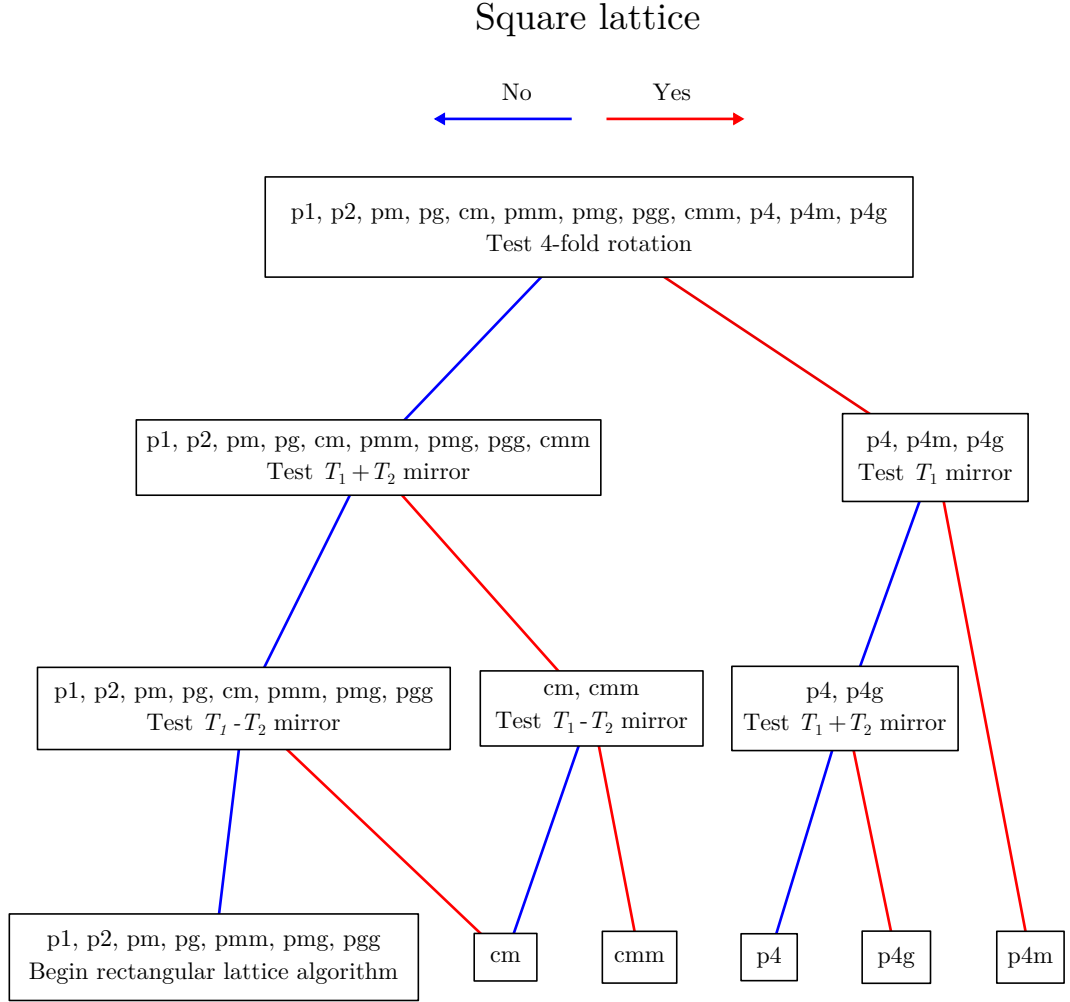 Square lattice
No
Yes
p1, p2, pm, pg, cm, pmm, pmg, pgg, cmm, p4, p4m, p4g
Test 4-fold rotation
p1, p2, pm, pg, cm, pmm, pmg, pgg, cmm
Test T₁ + T₂ mirror
p4, p4m, p4g
Test T₁ mirror
p1, p2, pm, pg, cm, pmm, pmg, pgg
Test T₁ - T₂ mirror
cm, cmm
Test T₁ - T₂ mirror
p4, p4g
Test T₁ + T₂ mirror
p1, p2, pm, pg, pmm, pmg, pgg
Begin rectangular lattice algorithm
cm
cmm
p4
p4g
p4m